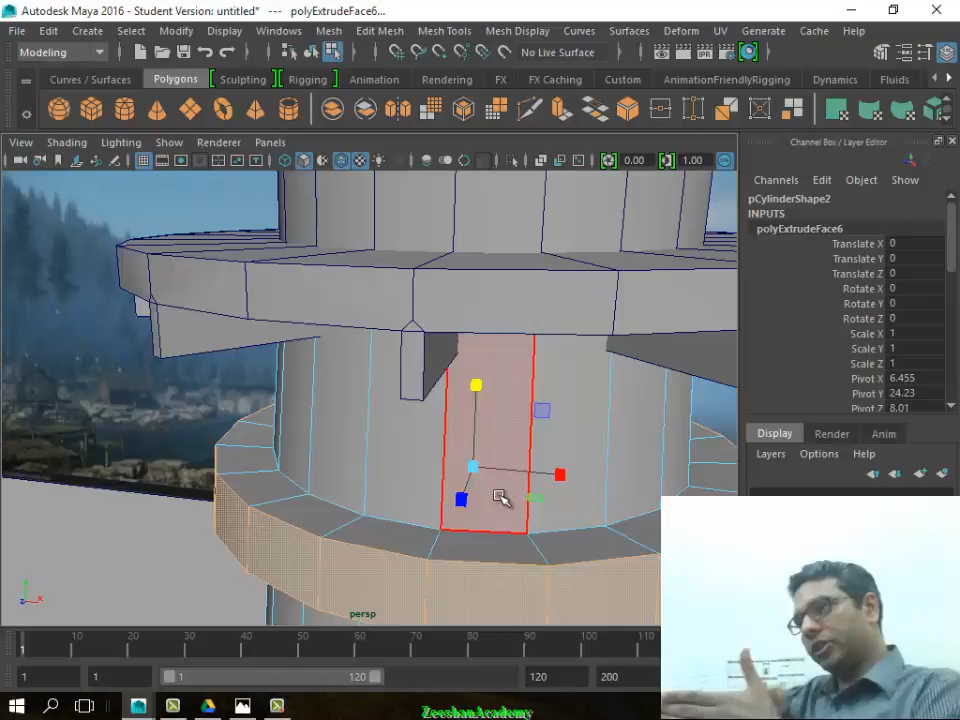 Autodesk Maya 2016 - Student Version: untitled*   ---   polyExtrudeFace6...
File Edit Create Select Modify Display Windows Mesh Edit Mesh Mesh Tools Mesh Display Curves Surfaces Deform UV Generate Cache Help
Modeling No Live Surface
Curves / Surfaces Polygons Sculpting Rigging Animation Rendering FX FX Caching Custom AnimationFriendlyRigging Dynamics Fluids
View Shading Lighting Show Renderer Panels
0.00 1.00
Channel Box / Layer Editor
Channels Edit Object Show
pCylinderShape2
INPUTS
polyExtrudeFace6
Translate X 0
Translate Y 0
Translate Z 0
Rotate X 0
Rotate Y 0
Rotate Z 0
Scale X 1
Scale Y 1
Scale Z 1
Pivot X 6.455
Pivot Y 24.23
Pivot Z 8.01
Display Render Anim
Layers Options Help
persp
1 10 20 30 40 50 60 70 80 90 100 110
1 1 1 120 120 200
ZeeshanAcademy